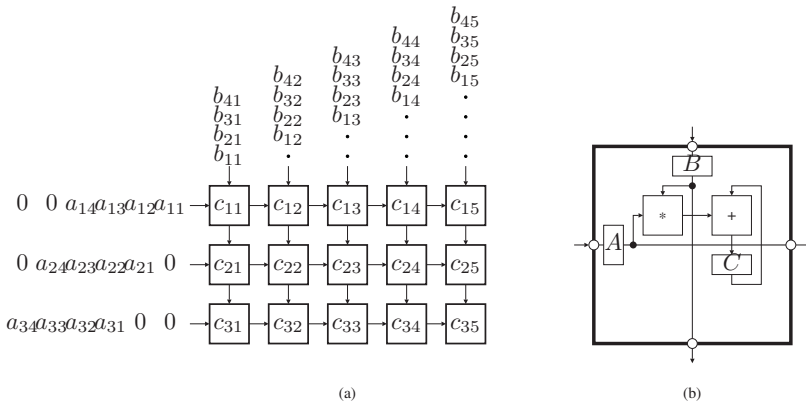 b45
b44 b35
b43 b34 b25
b42 b33 b24 b15
b41 b32 b23 b14 .
b31 b22 b13 . .
b21 b12 . . .
b11 . . . .
0 0 a14 a13 a12 a11 c11 c12 c13 c14 c15
0 a24 a23 a22 a21 0 c21 c22 c23 c24 c25
a34 a33 a32 a31 0 0 c31 c32 c33 c34 c35
(a)
B
* +
A
C
(b)